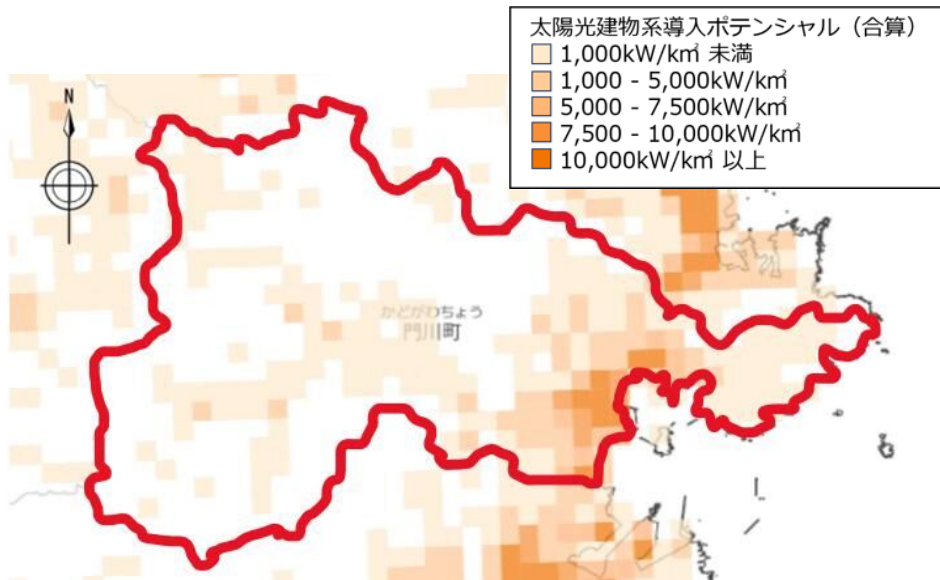 太陽光建物系導入ポテンシャル（合算）
1,000kW/k㎡ 未満
1,000 - 5,000kW/k㎡
5,000 - 7,500kW/k㎡
7,500 - 10,000kW/k㎡
10,000kW/k㎡ 以上
N
かどがわちょう
門川町